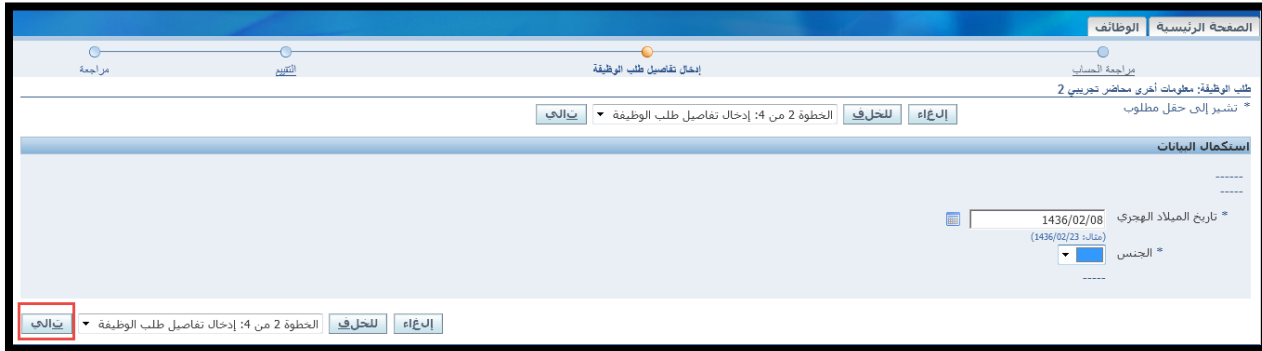 الصفحة الرئيسية الوظائف
مراجعة الحساب إدخال تفاصيل طلب الوظيفة التقييم مراجعة
طلب الوظيفة: معلومات أخرى محاضر تجريبي 2
* تشير إلى حقل مطلوب
إلغاء للخلف الخطوة 2 من 4: إدخال تفاصيل طلب الوظيفة تالي
استكمال البيانات
------
-----
* تاريخ الميلاد الهجري 1436/02/08
(مثال: 1436/02/23)
* الجنس
-----
إلغاء للخلف الخطوة 2 من 4: إدخال تفاصيل طلب الوظيفة تالي